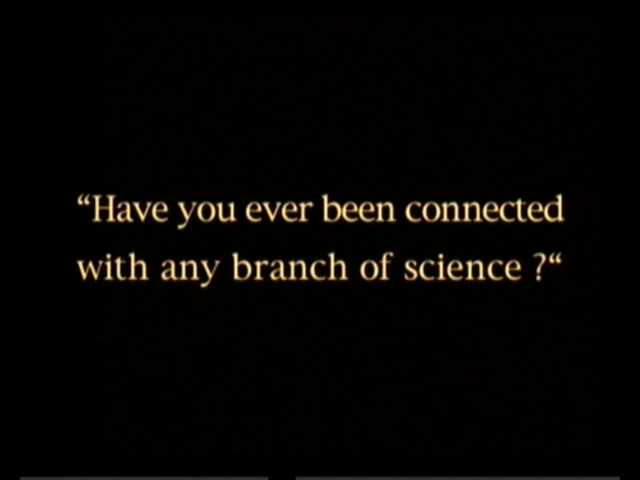 “Have you ever been connected
with any branch of science ?“